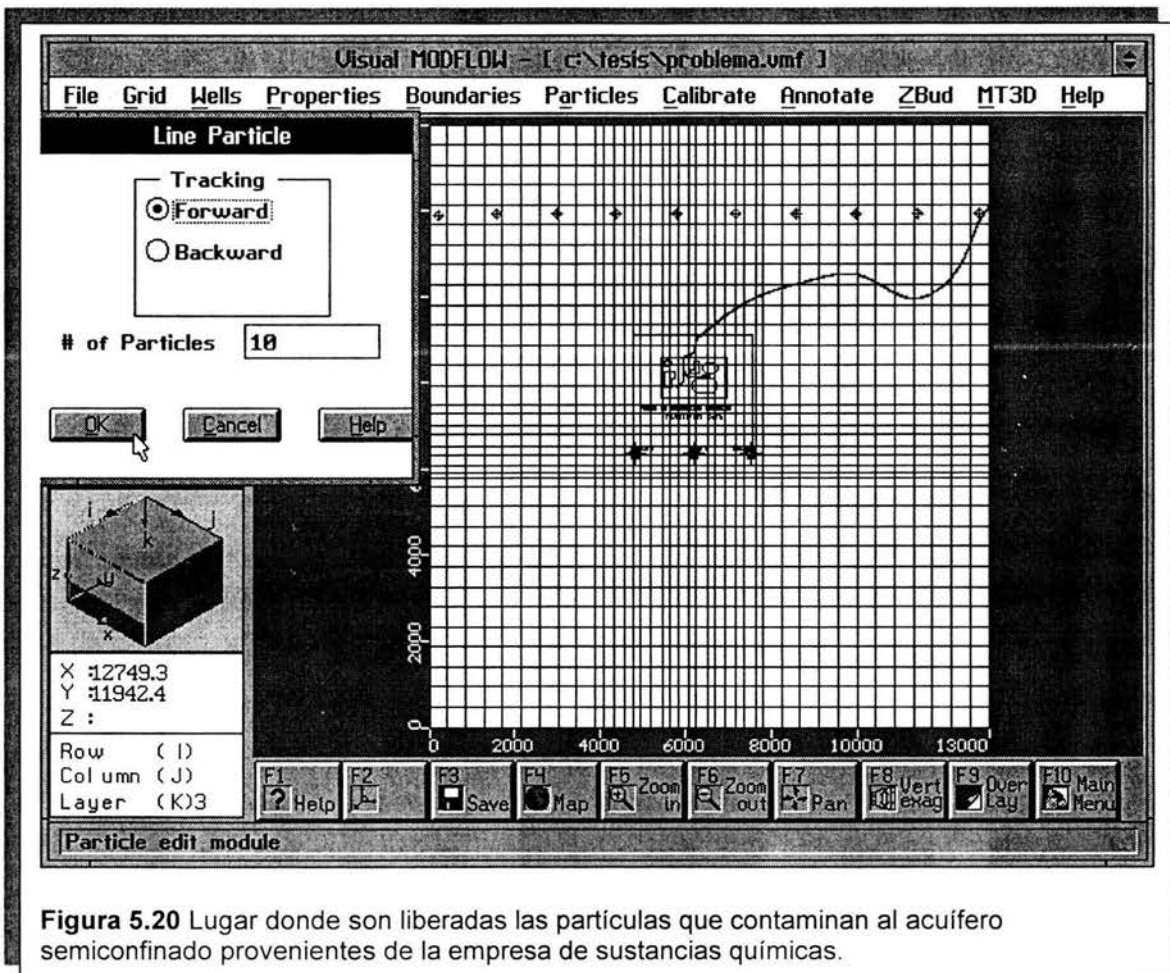 Visual MODFLOW - [ c:\tesis\problema.vmf ]
File Grid Wells Properties Boundaries Particles Calibrate Annotate ZBud MT3D Help
Line Particle
Tracking
Forward
Backward
# of Particles 10
OK Cancel Help
4000
2000
0
0 2000 4000 6000 8000 10000 13000
i
j
k
z
y
x
X :12749.3
Y :11942.4
Z :
Row (I)
Column (J)
Layer (K)3
F1 ? Help
F2
F3 Save
F4 Map
F5 Zoom in
F6 Zoom out
F7 Pan
F8 Vert exag
F9 Over Lay
F10 Main Menu
Particle edit module
Figura 5.20 Lugar donde son liberadas las partículas que contaminan al acuífero
semiconfinado provenientes de la empresa de sustancias químicas.